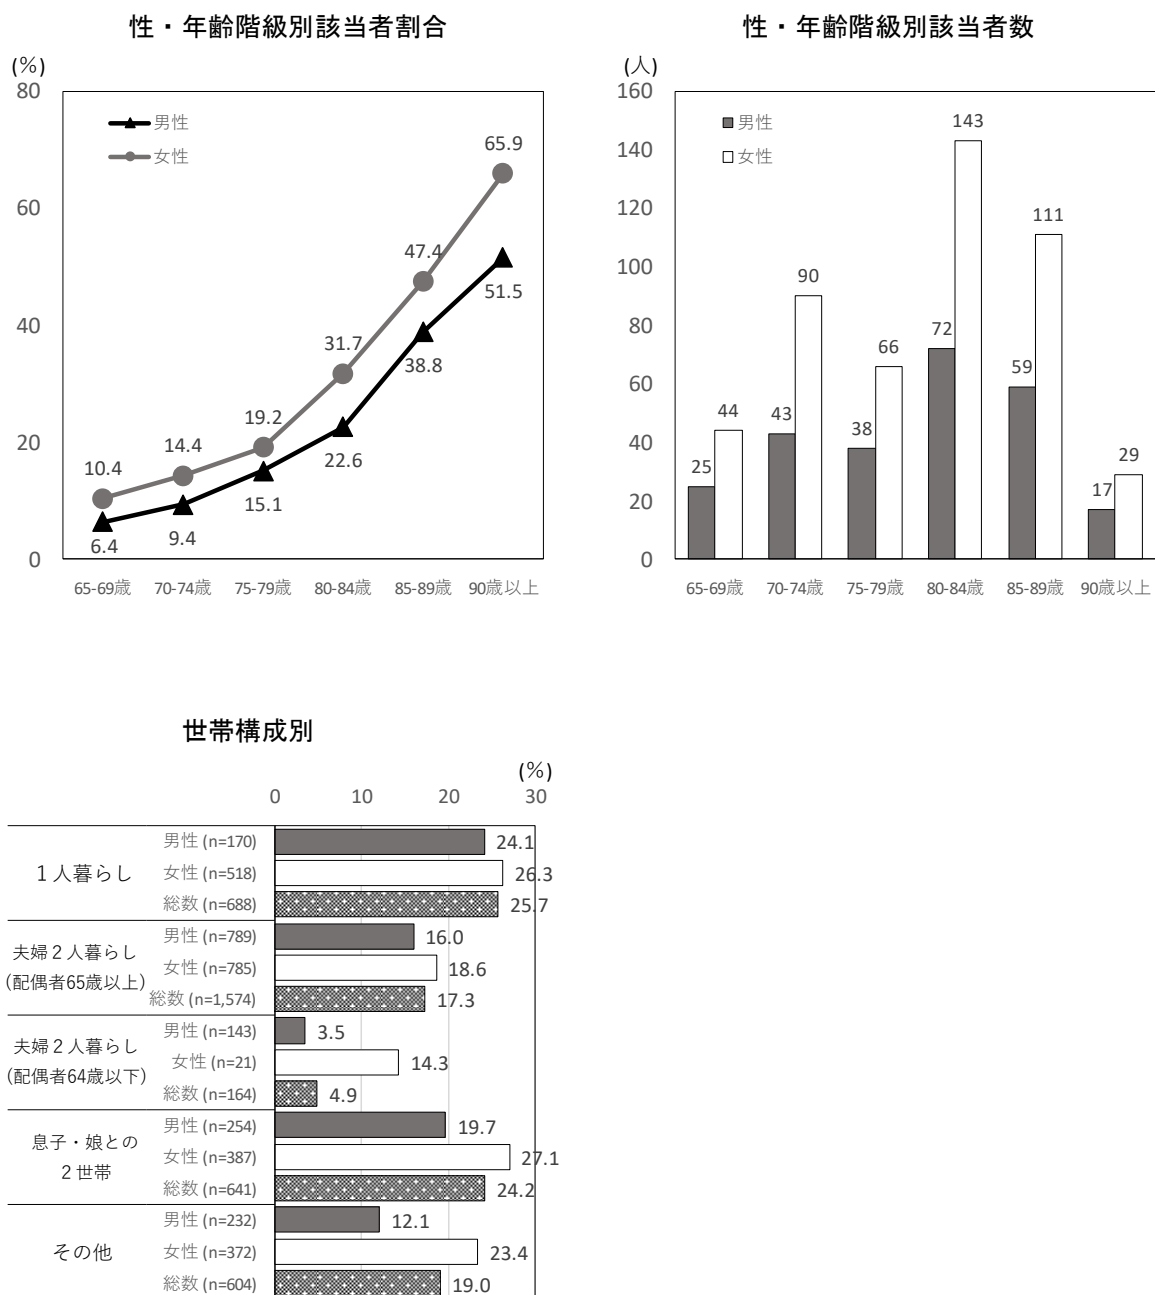 性・年齢階級別該当者割合
(%)
80
60
40
20
0
男性
女性
10.4
14.4
19.2
31.7
47.4
65.9
6.4
9.4
15.1
22.6
38.8
51.5
65-69歳 70-74歳 75-79歳 80-84歳 85-89歳 90歳以上
性・年齢階級別該当者数
(人)
160
140
120
100
80
60
40
20
0
男性
女性
25 44
43 90
38 66
72 143
59 111
17 29
65-69歳 70-74歳 75-79歳 80-84歳 85-89歳 90歳以上
世帯構成別
(%)
0 10 20 30
１人暮らし
男性 (n=170) 24.1
女性 (n=518) 26.3
総数 (n=688) 25.7
夫婦２人暮らし
(配偶者65歳以上)
男性 (n=789) 16.0
女性 (n=785) 18.6
総数 (n=1,574) 17.3
夫婦２人暮らし
(配偶者64歳以下)
男性 (n=143) 3.5
女性 (n=21) 14.3
総数 (n=164) 4.9
息子・娘との
２世帯
男性 (n=254) 19.7
女性 (n=387) 27.1
総数 (n=641) 24.2
その他
男性 (n=232) 12.1
女性 (n=372) 23.4
総数 (n=604) 19.0